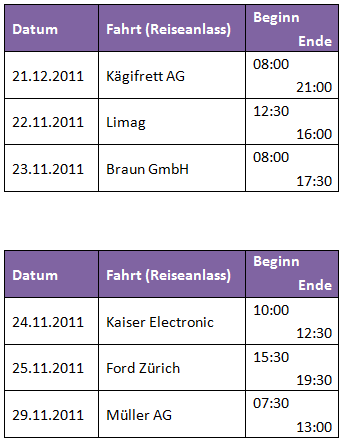 Datum Fahrt (Reiseanlass) Beginn
Ende
21.12.2011 Kägifrett AG 08:00
21:00
22.11.2011 Limag 12:30
16:00
23.11.2011 Braun GmbH 08:00
17:30
Datum Fahrt (Reiseanlass) Beginn
Ende
24.11.2011 Kaiser Electronic 10:00
12:30
25.11.2011 Ford Zürich 15:30
19:30
29.11.2011 Müller AG 07:30
13:00